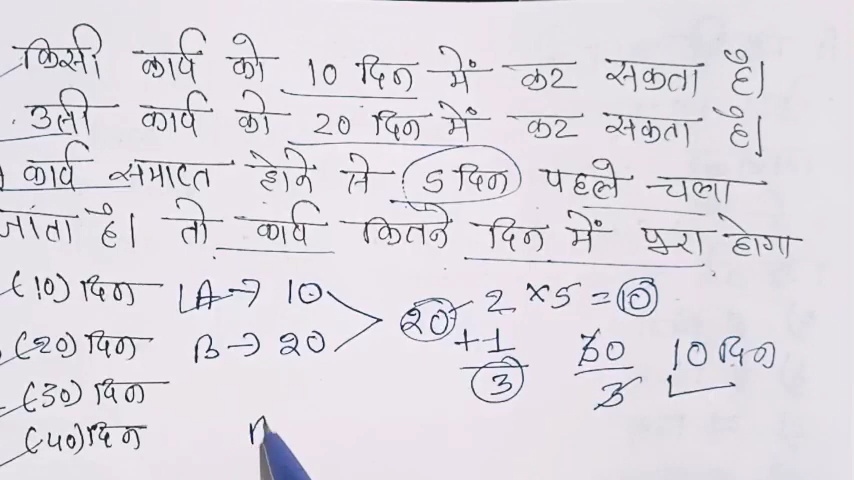 किसी कार्य को 10 दिन में कर सकता है।
उसी कार्य को 20 दिन में कर सकता है।
कार्य समाप्त होने से 5 दिन पहले चला
जाता है। तो कार्य कितने दिन में पुरा होगा
(10) दिन A → 10 20 2 × 5 = 10
(20) दिन B → 20 +1 30 10 दिन
(30) दिन 3 3
(40) दिन